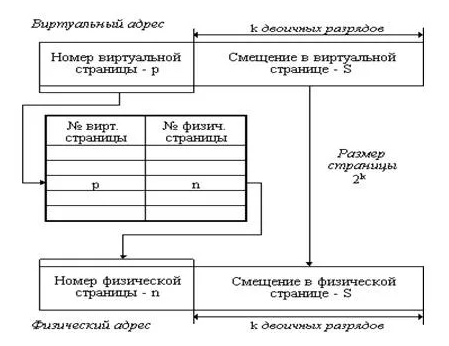 Виртуальный адрес
k двоичных разрядов
Номер виртуальной
страницы - p
Смещение в виртуальной
странице - S
№ вирт.
страницы
№ физич.
страницы
p
n
Размер
страницы
2k
Номер физической
страницы - n
Смещение в физической
странице - S
Физический адрес
k двоичных разрядов